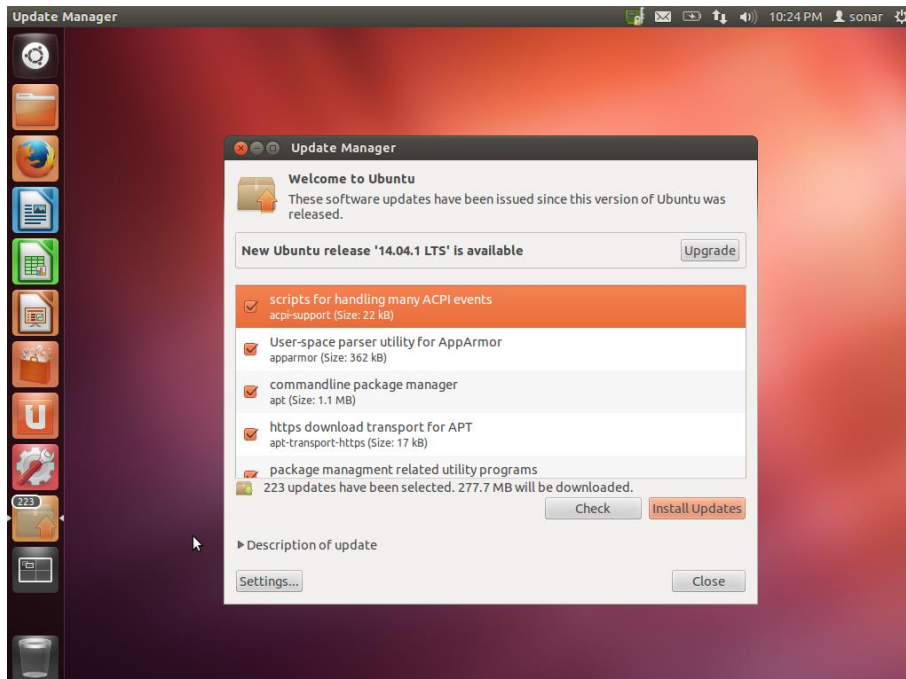 Update Manager
10:24 PM sonar
Update Manager
Welcome to Ubuntu
These software updates have been issued since this version of Ubuntu was
released.
New Ubuntu release '14.04.1 LTS' is available
Upgrade
scripts for handling many ACPI events
acpi-support (Size: 22 kB)
User-space parser utility for AppArmor
apparmor (Size: 362 kB)
commandline package manager
apt (Size: 1.1 MB)
https download transport for APT
apt-transport-https (Size: 17 kB)
package managment related utility programs
223 updates have been selected. 277.7 MB will be downloaded.
Check
Install Updates
223
Description of update
Settings...
Close